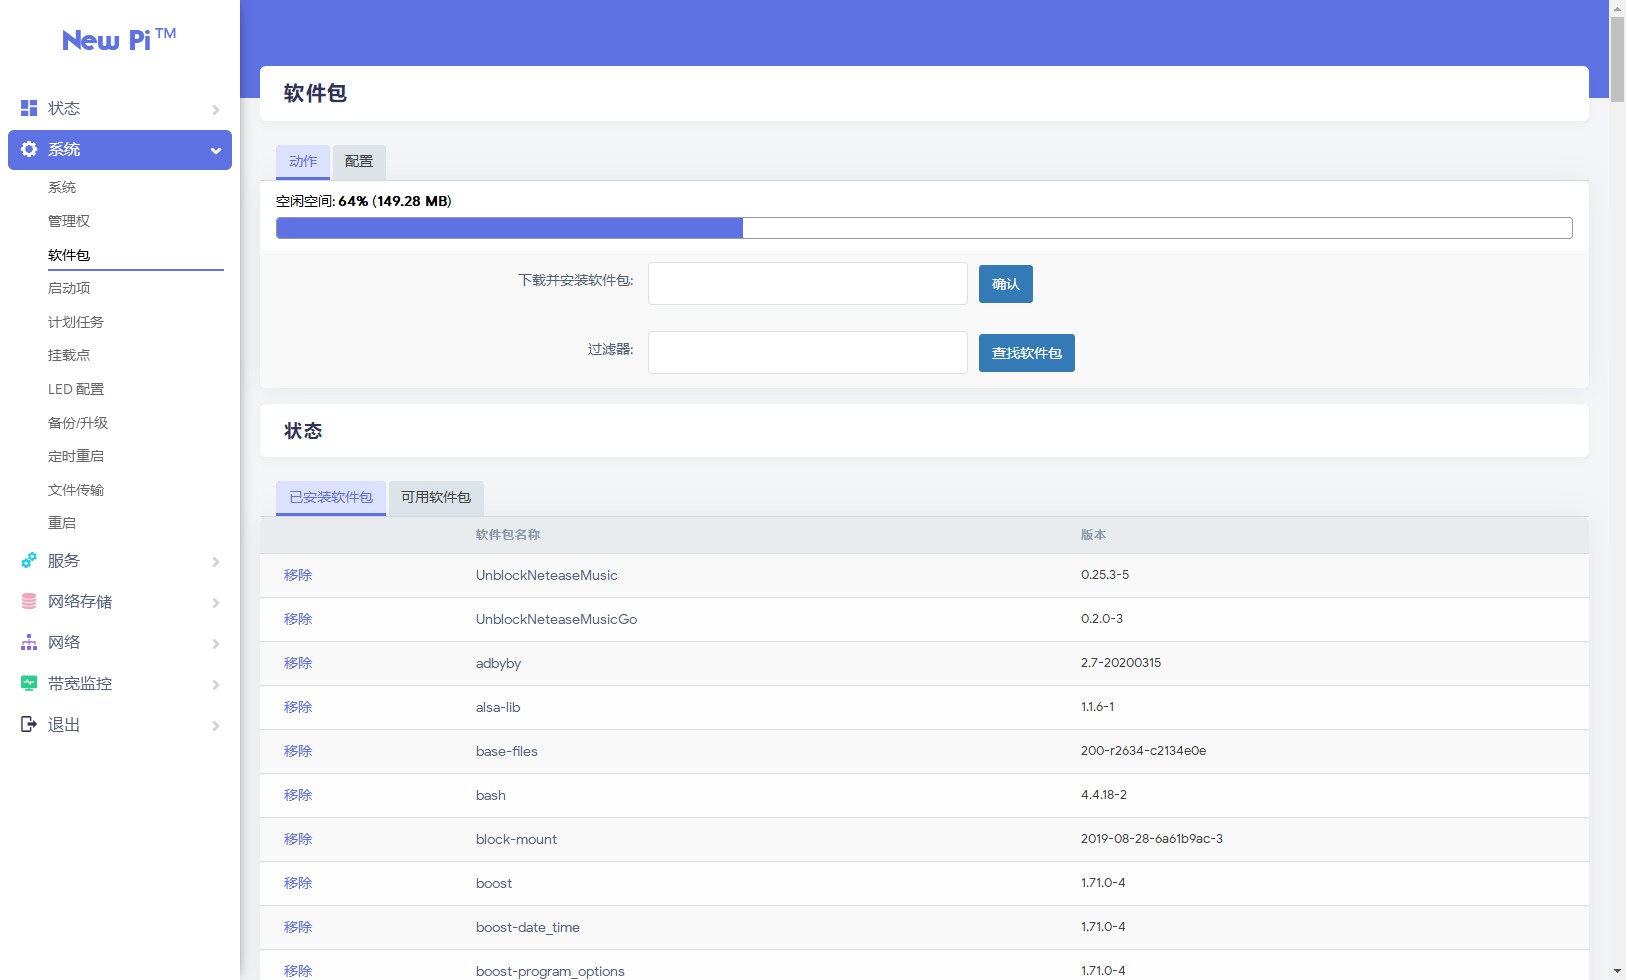 New Pi™
状态
系统
系统
管理权
软件包
启动项
计划任务
挂载点
LED 配置
备份/升级
定时重启
文件传输
重启
服务
网络存储
网络
带宽监控
退出
软件包
动作 配置
空闲空间: 64% (149.28 MB)
下载并安装软件包: 确认
过滤器: 查找软件包
状态
已安装软件包 可用软件包
软件包名称 版本
移除 UnblockNeteaseMusic 0.25.3-5
移除 UnblockNeteaseMusicGo 0.2.0-3
移除 adbyby 2.7-20200315
移除 alsa-lib 1.1.6-1
移除 base-files 200-r2634-c2134e0e
移除 bash 4.4.18-2
移除 block-mount 2019-08-28-6a61b9ac-3
移除 boost 1.71.0-4
移除 boost-date_time 1.71.0-4
移除 boost-program_options 1.71.0-4